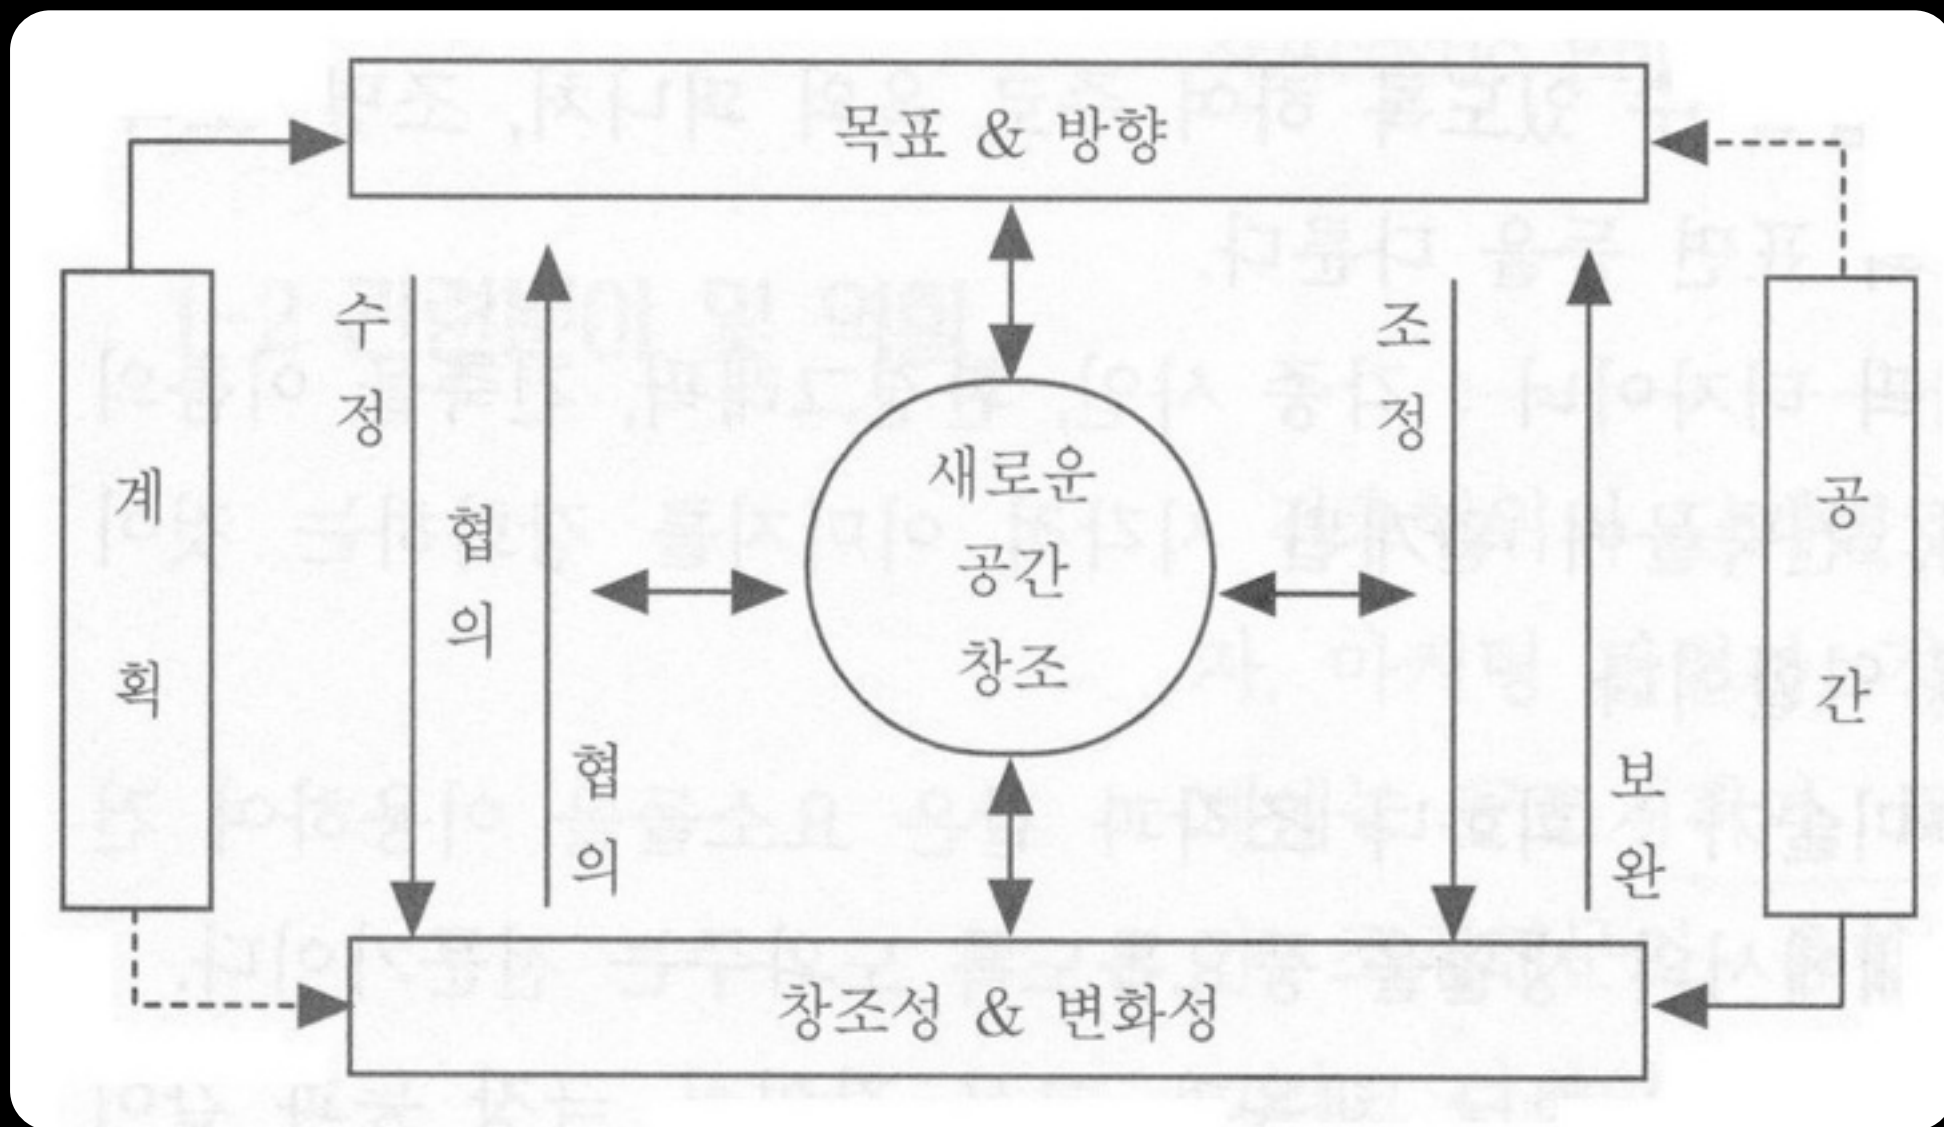 목표 & 방향
계획
수정
협의
협의
새로운
공간
창조
조정
보완
공간
창조성 & 변화성